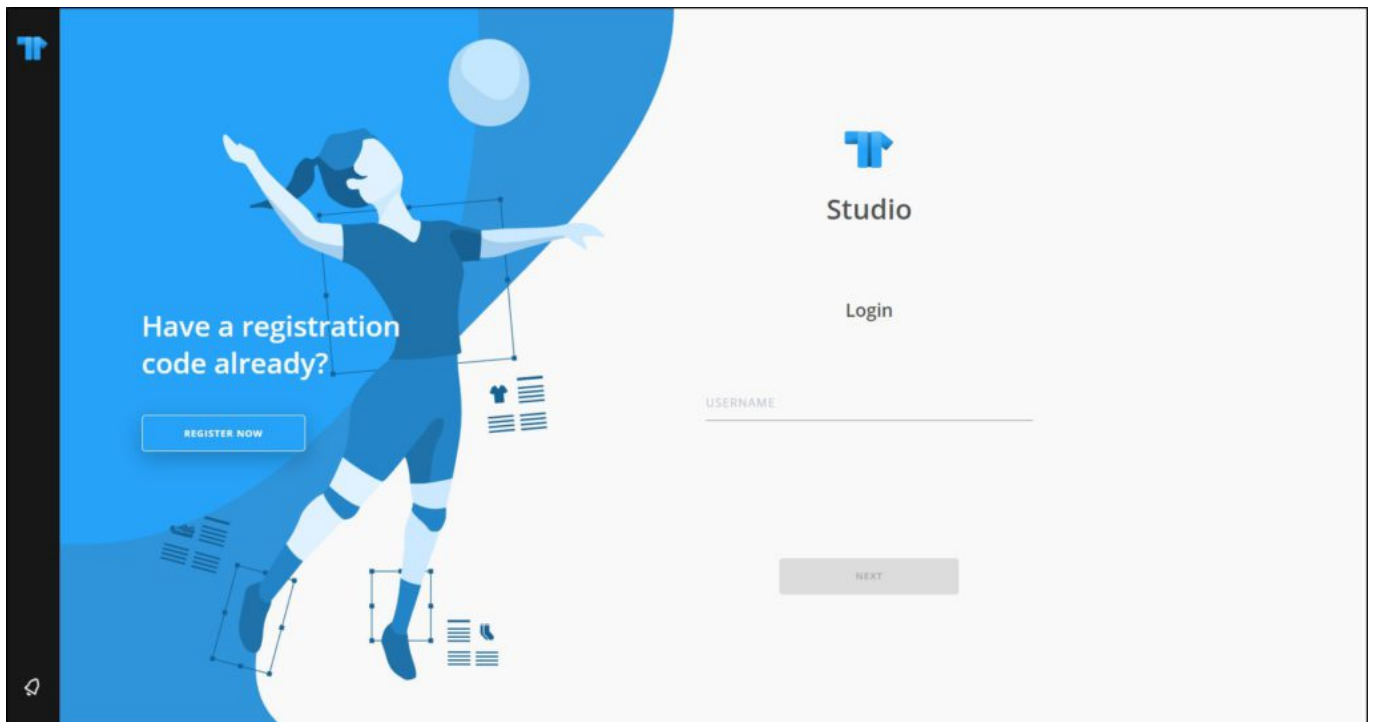 Have a registration
code already?
REGISTER NOW
Studio
Login
USERNAME
NEXT